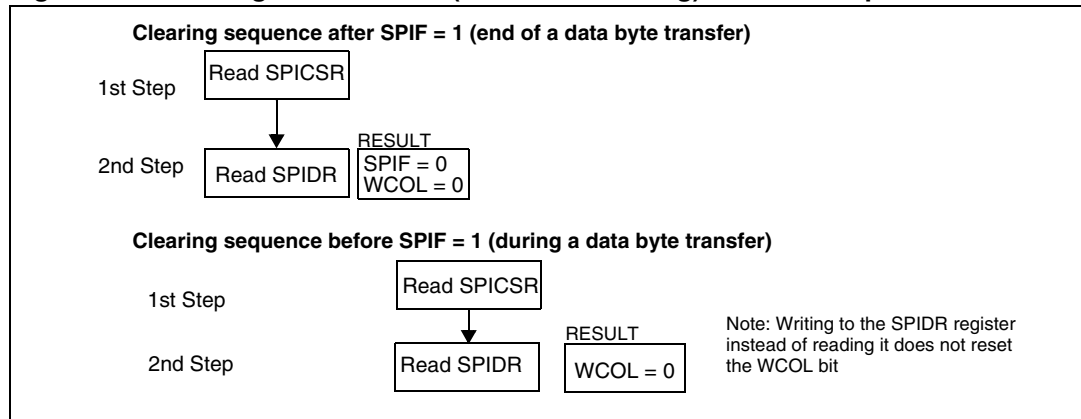 Clearing sequence after SPIF = 1 (end of a data byte transfer)
1st Step
Read SPICSR
2nd Step
Read SPIDR
RESULT
SPIF = 0
WCOL = 0
Clearing sequence before SPIF = 1 (during a data byte transfer)
1st Step
Read SPICSR
2nd Step
Read SPIDR
RESULT
WCOL = 0
Note: Writing to the SPIDR register
instead of reading it does not reset
the WCOL bit